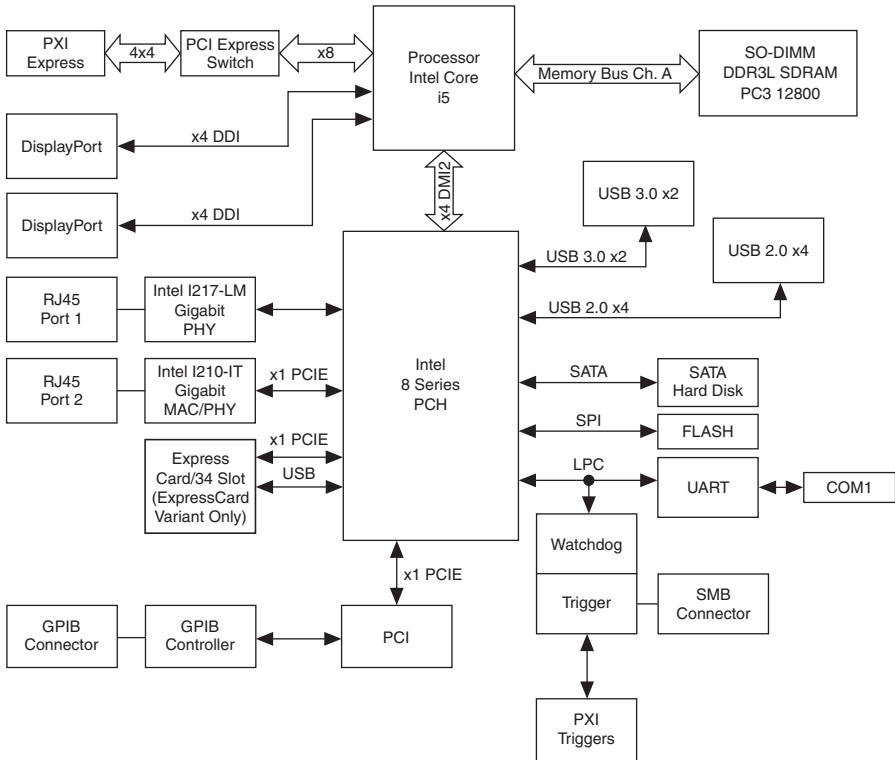 PXI
Express
4x4
PCI Express
Switch
x8
Processor
Intel Core
i5
Memory Bus Ch. A
SO-DIMM
DDR3L SDRAM
PC3 12800
DisplayPort
x4 DDI
DisplayPort
x4 DDI
x4 DMI2
USB 3.0 x2
USB 2.0 x4
USB 3.0 x2
USB 2.0 x4
RJ45
Port 1
Intel I217-LM
Gigabit
PHY
RJ45
Port 2
Intel I210-IT
Gigabit
MAC/PHY
x1 PCIE
Intel
8 Series
PCH
SATA
SATA
Hard Disk
SPI
FLASH
Express
Card/34 Slot
(ExpressCard
Variant Only)
x1 PCIE
USB
LPC
UART
COM1
Watchdog
Trigger
SMB
Connector
x1 PCIE
GPIB
Connector
GPIB
Controller
PCI
PXI
Triggers